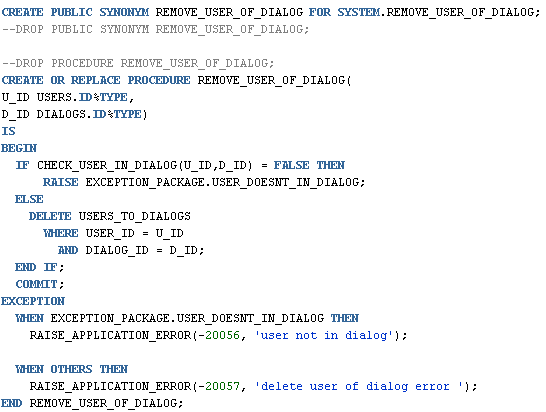 CREATE PUBLIC SYNONYM REMOVE_USER_OF_DIALOG FOR SYSTEM.REMOVE_USER_OF_DIALOG;
--DROP PUBLIC SYNONYM REMOVE_USER_OF_DIALOG;

--DROP PROCEDURE REMOVE_USER_OF_DIALOG;
CREATE OR REPLACE PROCEDURE REMOVE_USER_OF_DIALOG(
U_ID USERS.ID%TYPE,
D_ID DIALOGS.ID%TYPE)
IS
BEGIN
  IF CHECK_USER_IN_DIALOG(U_ID,D_ID) = FALSE THEN
      RAISE EXCEPTION_PACKAGE.USER_DOESNT_IN_DIALOG;
  ELSE
    DELETE USERS_TO_DIALOGS
      WHERE USER_ID = U_ID
        AND DIALOG_ID = D_ID;
  END IF;
  COMMIT;
EXCEPTION
  WHEN EXCEPTION_PACKAGE.USER_DOESNT_IN_DIALOG THEN
    RAISE_APPLICATION_ERROR(-20056, 'user not in dialog');

  WHEN OTHERS THEN
    RAISE_APPLICATION_ERROR(-20057, 'delete user of dialog error ');
END REMOVE_USER_OF_DIALOG;